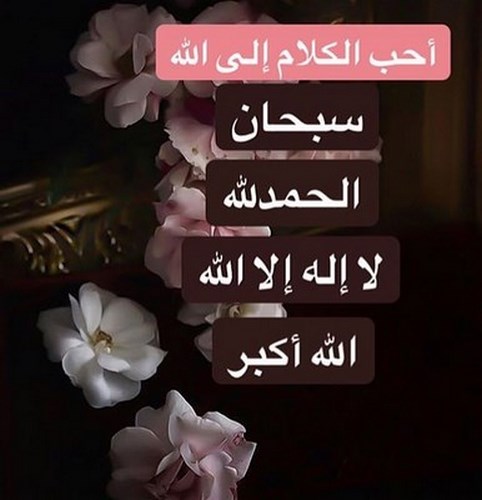 أحب الكلام إلى الله
سبحان
الحمدلله
لا إله إلا الله
الله أكبر